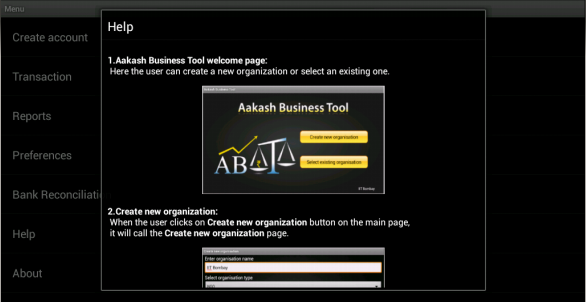 Menu
Help
Create account
Transaction
Reports
Preferences
Bank Reconciliati
Help
About
1.Aakash Business Tool welcome page:
Here the user can create a new organization or select an existing one.
Aakash Business Tool
Aakash Business Tool
Create new organisation
Select existing organisation
ABT
IIT Bombay
2.Create new organization:
When the user clicks on Create new organization button on the main page,
it will call the Create new organization page.
Enter organisation name
IIT Bombay
Select organisation type